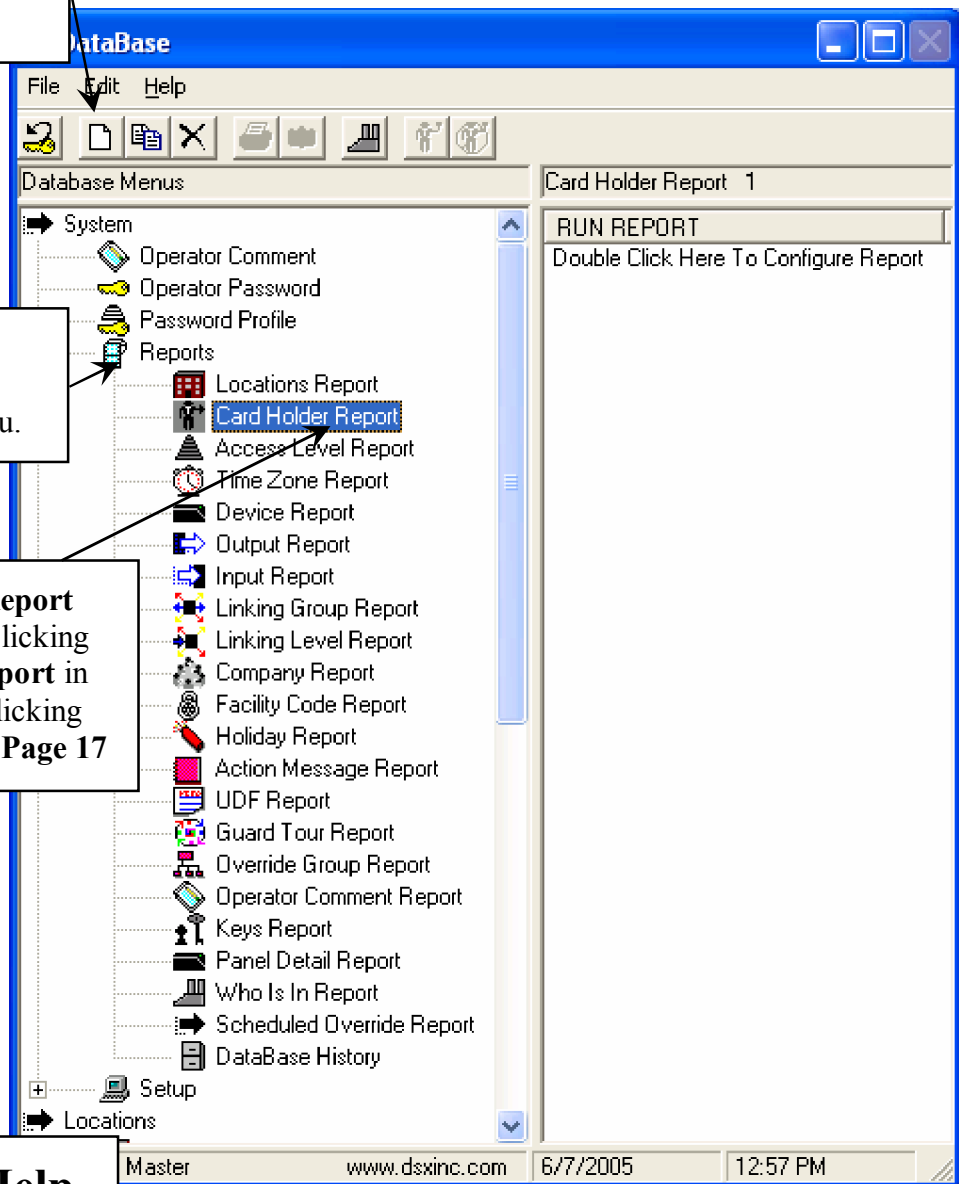 DataBase
File Edit Help
Database Menus
Card Holder Report 1
System
Operator Comment
Operator Password
Password Profile
Reports
Locations Report
Card Holder Report
Access Level Report
Time Zone Report
Device Report
Output Report
Input Report
Linking Group Report
Linking Level Report
Company Report
Facility Code Report
Holiday Report
Action Message Report
UDF Report
Guard Tour Report
Override Group Report
Operator Comment Report
Keys Report
Panel Detail Report
Who Is In Report
Scheduled Override Report
DataBase History
Setup
Locations
RUN REPORT
Double Click Here To Configure Report
u.
eport
licking
port in
licking
Page 17
Help
Master
www.dsxinc.com
6/7/2005
12:57 PM